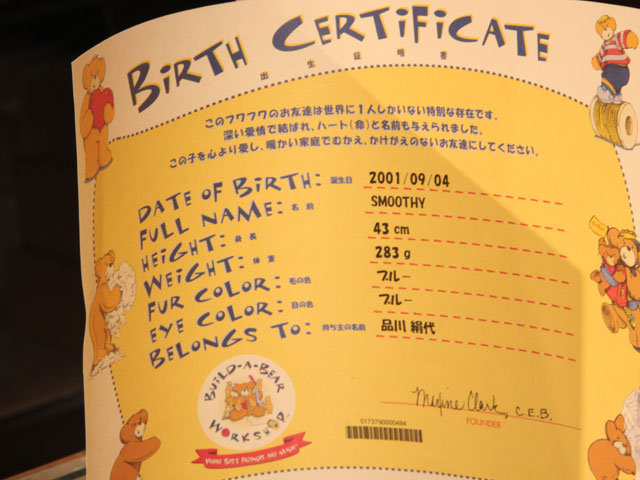 BiRTH CERTiFiCATE
出生証明書
このフワフワのお友達は世界に1人しかいない特別な存在です。
深い愛情で結ばれ、ハート(命)と名前も与えられました。
この子を心より愛し、暖かい家庭でむかえ、かけがえのないお友達にしてください。
DATE OF BiRTH: 誕生日 2001/09/04
FULL NAME: 名前 SMOOTHY
HEiGHT: 身長 43 cm
WEiGHT: 体重 283 g
FUR COLOR: 毛の色 ブルー
EYE COLOR: 目の色 ブルー
BELONGS TO: 持ち主の名前 品川 絹代
BUILD-A-BEAR WORKSHOP
WHERE BEST FRIENDS ARE MADE
Maxine Clark, C.E.B.
FOUNDER
0173790000494